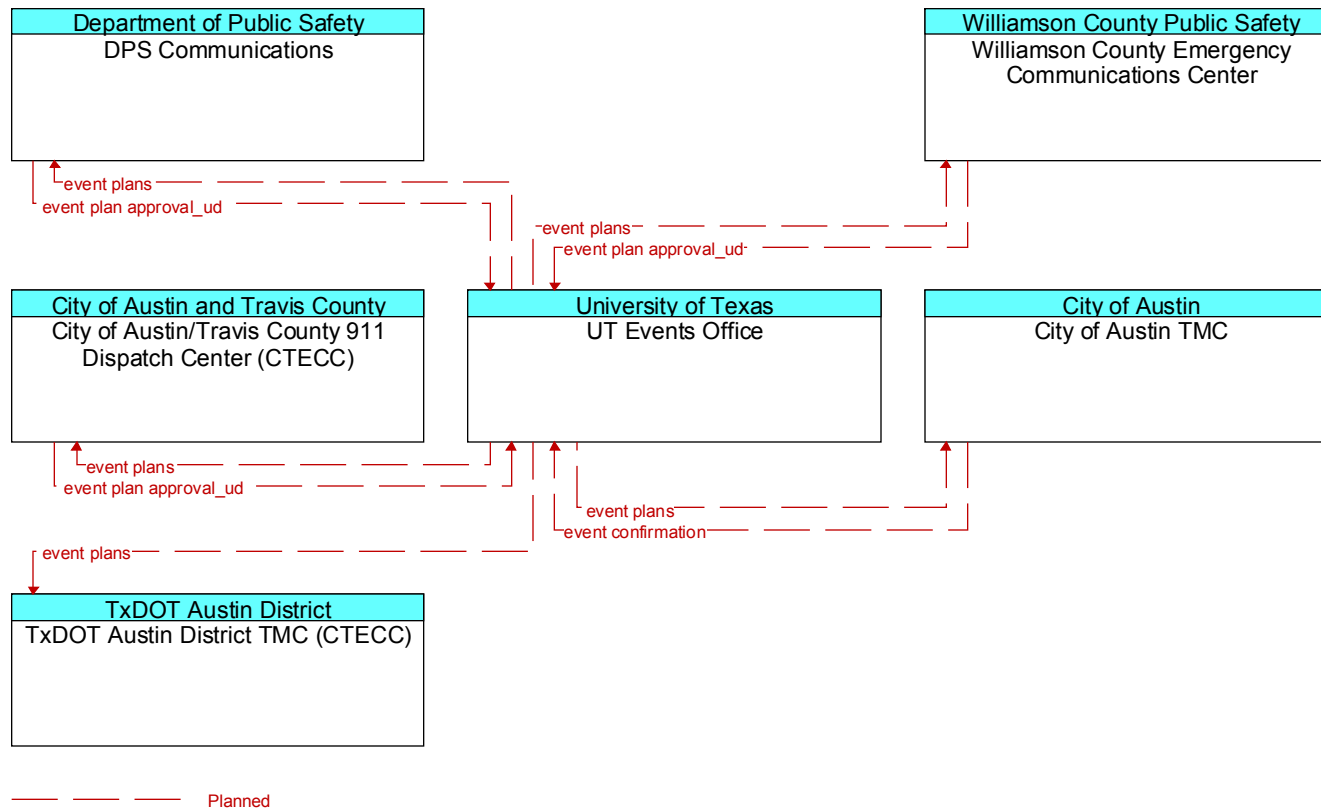 Department of Public Safety
DPS Communications
Williamson County Public Safety
Williamson County Emergency
Communications Center
event plans
event plan approval_ud
event plans
event plan approval_ud
City of Austin and Travis County
City of Austin/Travis County 911
Dispatch Center (CTECC)
University of Texas
UT Events Office
City of Austin
City of Austin TMC
event plans
event plan approval_ud
event plans
event confirmation
event plans
TxDOT Austin District
TxDOT Austin District TMC (CTECC)
Planned